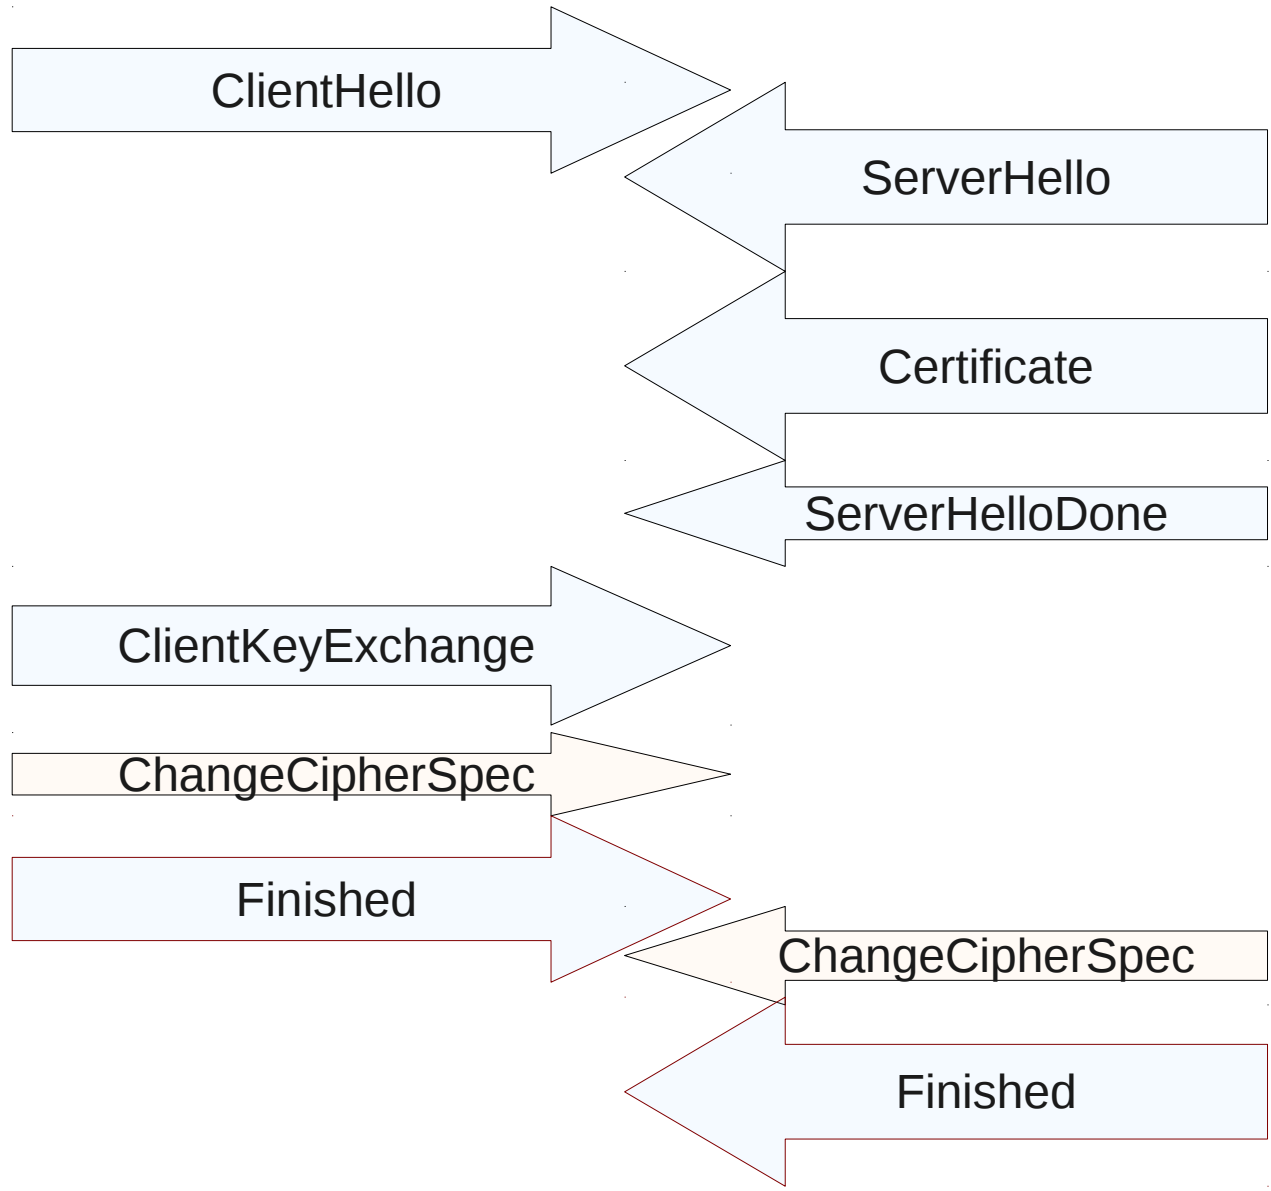 ClientHello
ServerHello
Certificate
ServerHelloDone
ClientKeyExchange
ChangeCipherSpec
Finished
ChangeCipherSpec
Finished